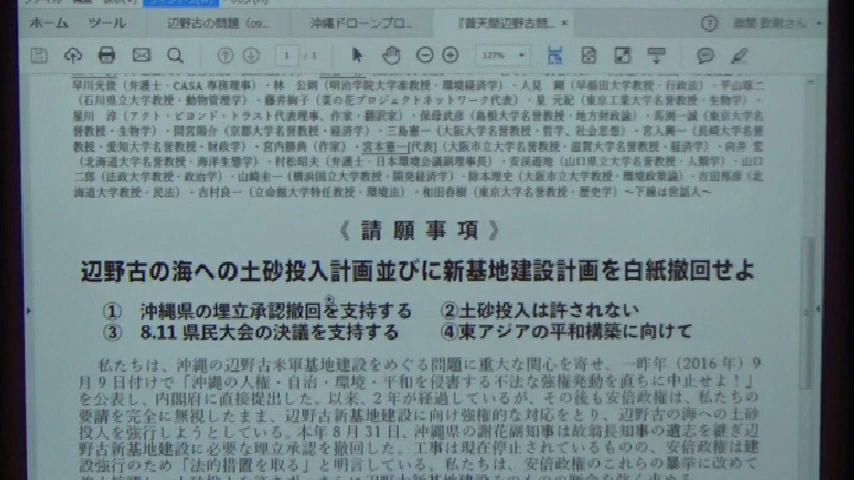 ホーム ツール 辺野古の問題（09... 沖縄ドローンプロ... 『普天間辺野古問... ×
1 / 1 127%
早川光俊（弁護士・CASA 専務理事）・林 公則（明治学院大学准教授・環境経済学）・人見 剛（早稲田大学教授・行政法）・平山琢二
（石川県立大学教授・動物管理学）・藤井絢子（菜の花プロジェクトネットワーク代表）・星 元紀（東京工業大学名誉教授・生物学）・
星川 淳（アクト・ビヨンド・トラスト代表理事、作家・翻訳家）・保母武彦（島根大学名誉教授・地方財政論）・馬渕一誠（東京大学名
誉教授・生物学）・間宮陽介（京都大学名誉教授・経済学）・三島憲一（大阪大学名誉教授・哲学、社会思想）・宮入興一（長崎大学名誉
教授・愛知大学名誉教授・財政学）・宮内勝典（作家）・宮本憲一[代表]（大阪市立大学名誉教授、滋賀大学名誉教授・経済学）・向井 宏
（北海道大学名誉教授・海洋生態学）・村松昭夫（弁護士・日本環境会議副理事長）・安渓遊地（山口県立大学名誉教授・人類学）・山口
二郎（法政大学教授・政治学）・山崎圭一（横浜国立大学教授・開発経済学）・除本理史（大阪市立大学教授・環境政策論）・吉田邦彦（北
海道大学教授・民法）・吉村良一（立命館大学特任教授・環境法）・和田春樹（東京大学名誉教授・歴史学）～下線は世話人～
《 請 願 事 項 》
辺野古の海への土砂投入計画並びに新基地建設計画を白紙撤回せよ
① 沖縄県の埋立承認撤回を支持する ②土砂投入は許されない
③ 8.11 県民大会の決議を支持する ④東アジアの平和構築に向けて
私たちは、沖縄の辺野古米軍基地建設をめぐる問題に重大な関心を寄せ、一昨年（2016 年）9
月 9 日付けで「沖縄の人権・自治・環境・平和を侵害する不法な強権発動を直ちに中止せよ！」
を公表し、内閣府に直接提出した。以来、2 年が経過しているが、その後も安倍政権は、私たちの
要請を完全に無視したまま、辺野古新基地建設に向け強権的な対応をとり、辺野古の海への土砂
投入を強行しようとしている。本年 8 月 31 日、沖縄県の謝花副知事は故翁長知事の遺志を継ぎ辺
野古新基地建設に必要な埋立承認を撤回した。工事は現在停止されているものの、安倍政権は建
設強行のため「法的措置を取る」と明言している。私たちは、安倍政権のこれらの暴挙に改めて